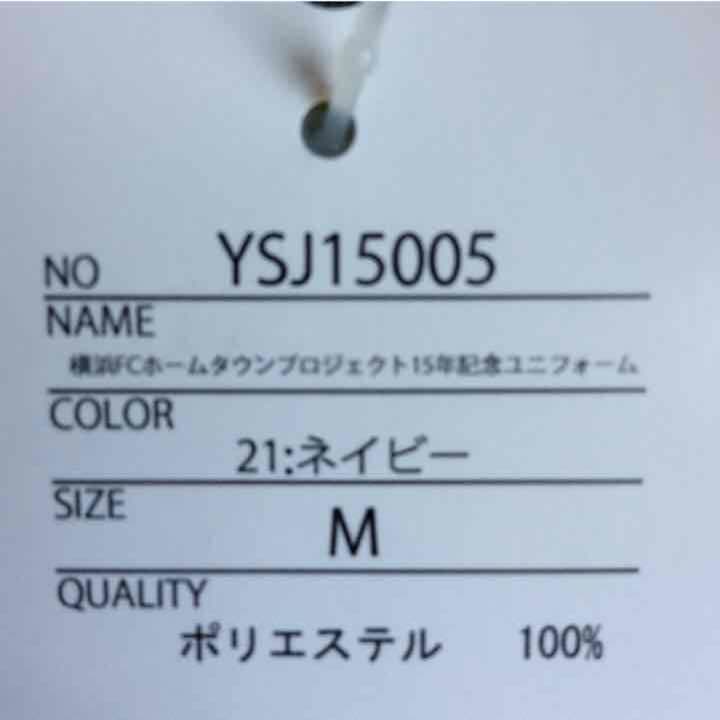 NO YSJ15005
NAME
横浜FCホームタウンプロジェクト15年記念ユニフォーム
COLOR
21:ネイビー
SIZE
M
QUALITY
ポリエステル 100%